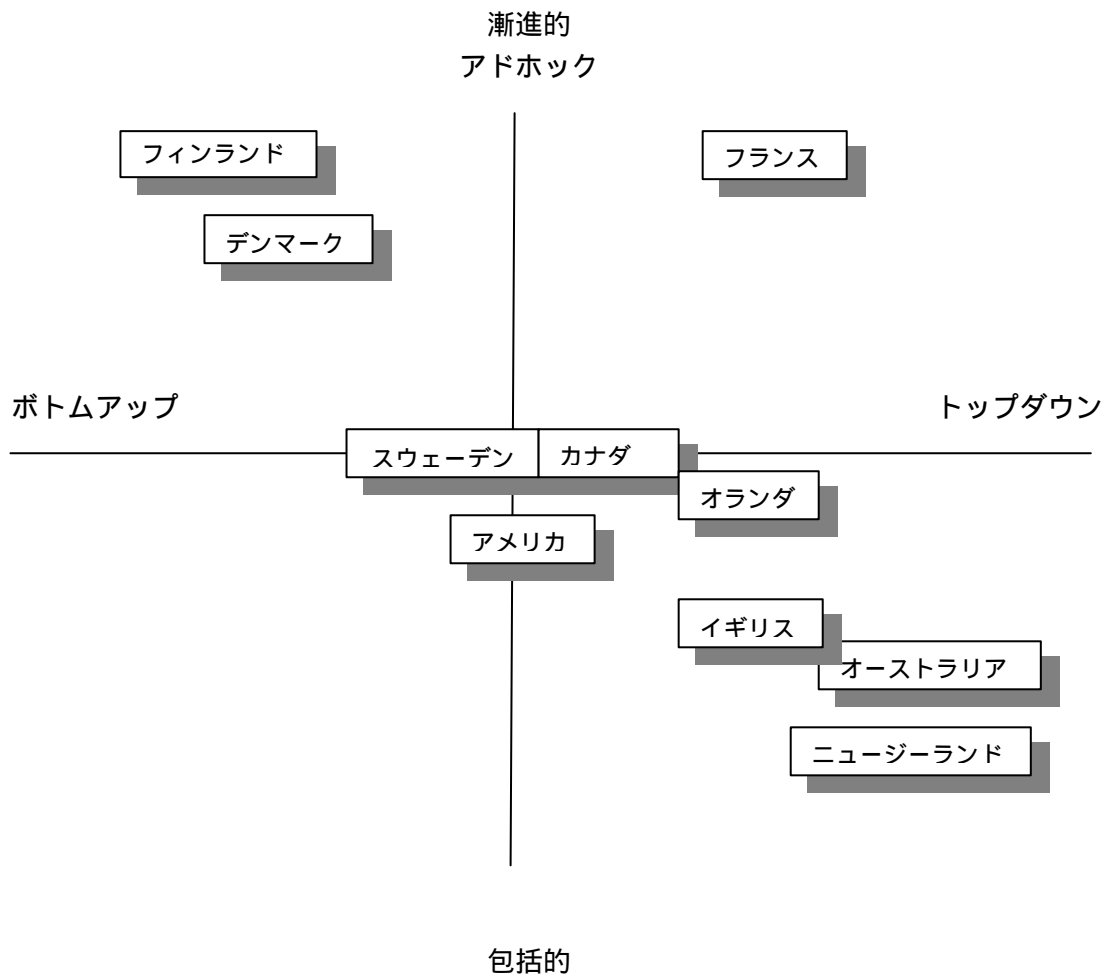 漸進的
アドホック
フィンランド
フランス
デンマーク
ボトムアップ
トップダウン
スウェーデン
カナダ
オランダ
アメリカ
イギリス
オーストラリア
ニュージーランド
包括的